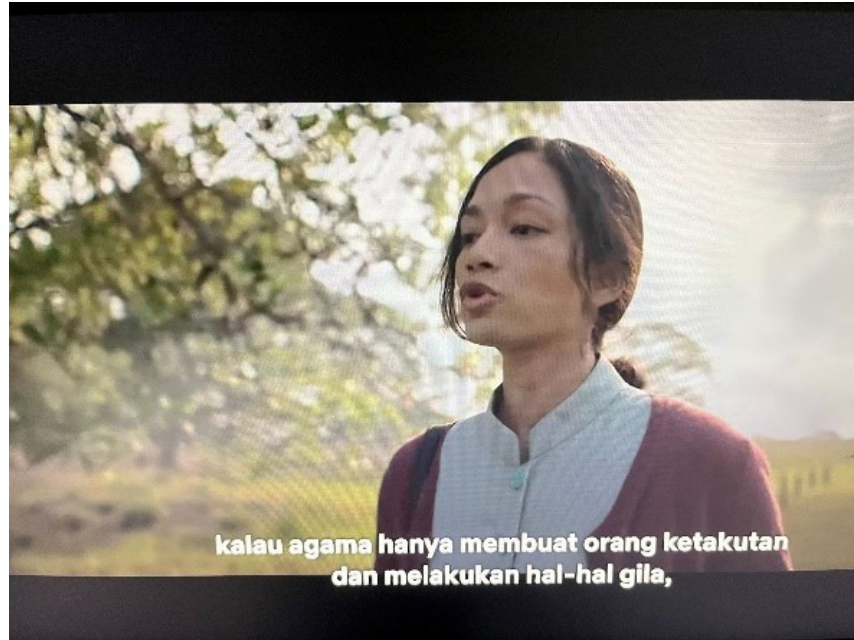 kalau agama hanya membuat orang ketakutan
dan melakukan hal-hal gila,